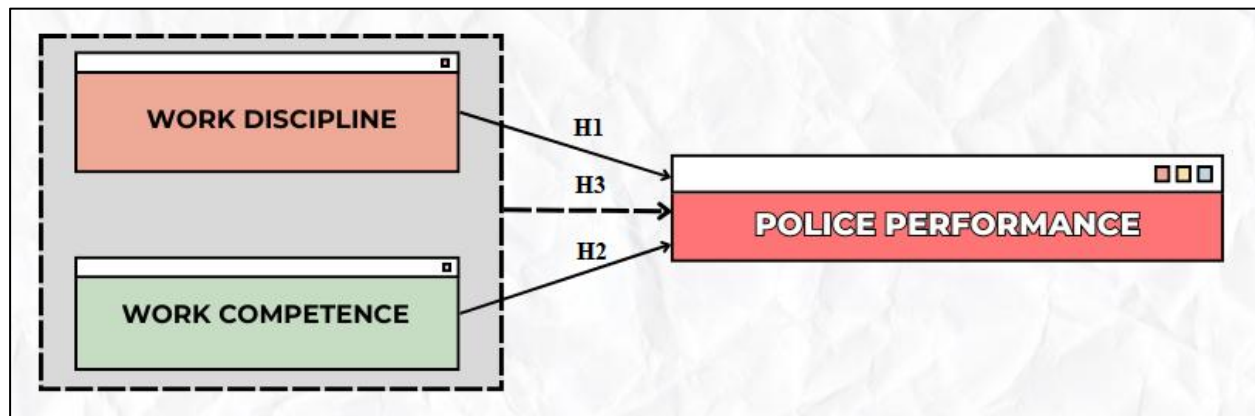 WORK DISCIPLINE
H1
H3
POLICE PERFORMANCE
H2
WORK COMPETENCE